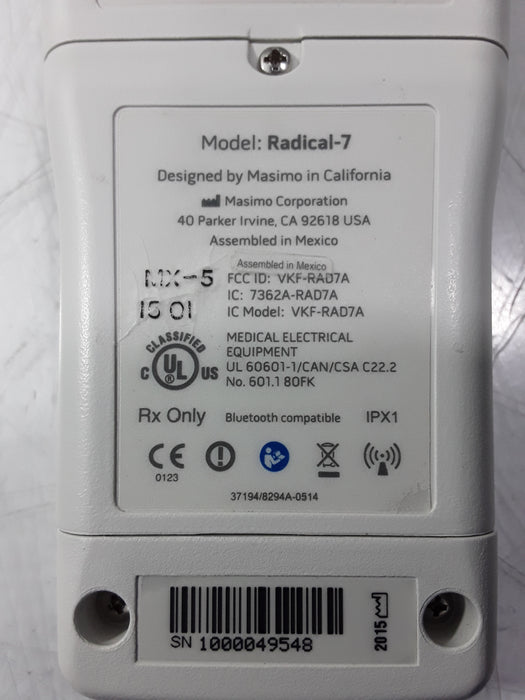 Model: Radical-7
Designed by Masimo in California
Masimo Corporation
40 Parker Irvine, CA 92618 USA
Assembled in Mexico
Assembled in Mexico
MX-5
1501
FCC ID: VKF-RAD7A
IC: 7362A-RAD7A
IC Model: VKF-RAD7A
CLASSIFIED
C UL US
®
MEDICAL ELECTRICAL
EQUIPMENT
UL 60601-1/CAN/CSA C22.2
No. 601.1 80FK
Rx Only Bluetooth compatible IPX1
CE
0123
37194/8294A-0514
SN 1000049548
2015